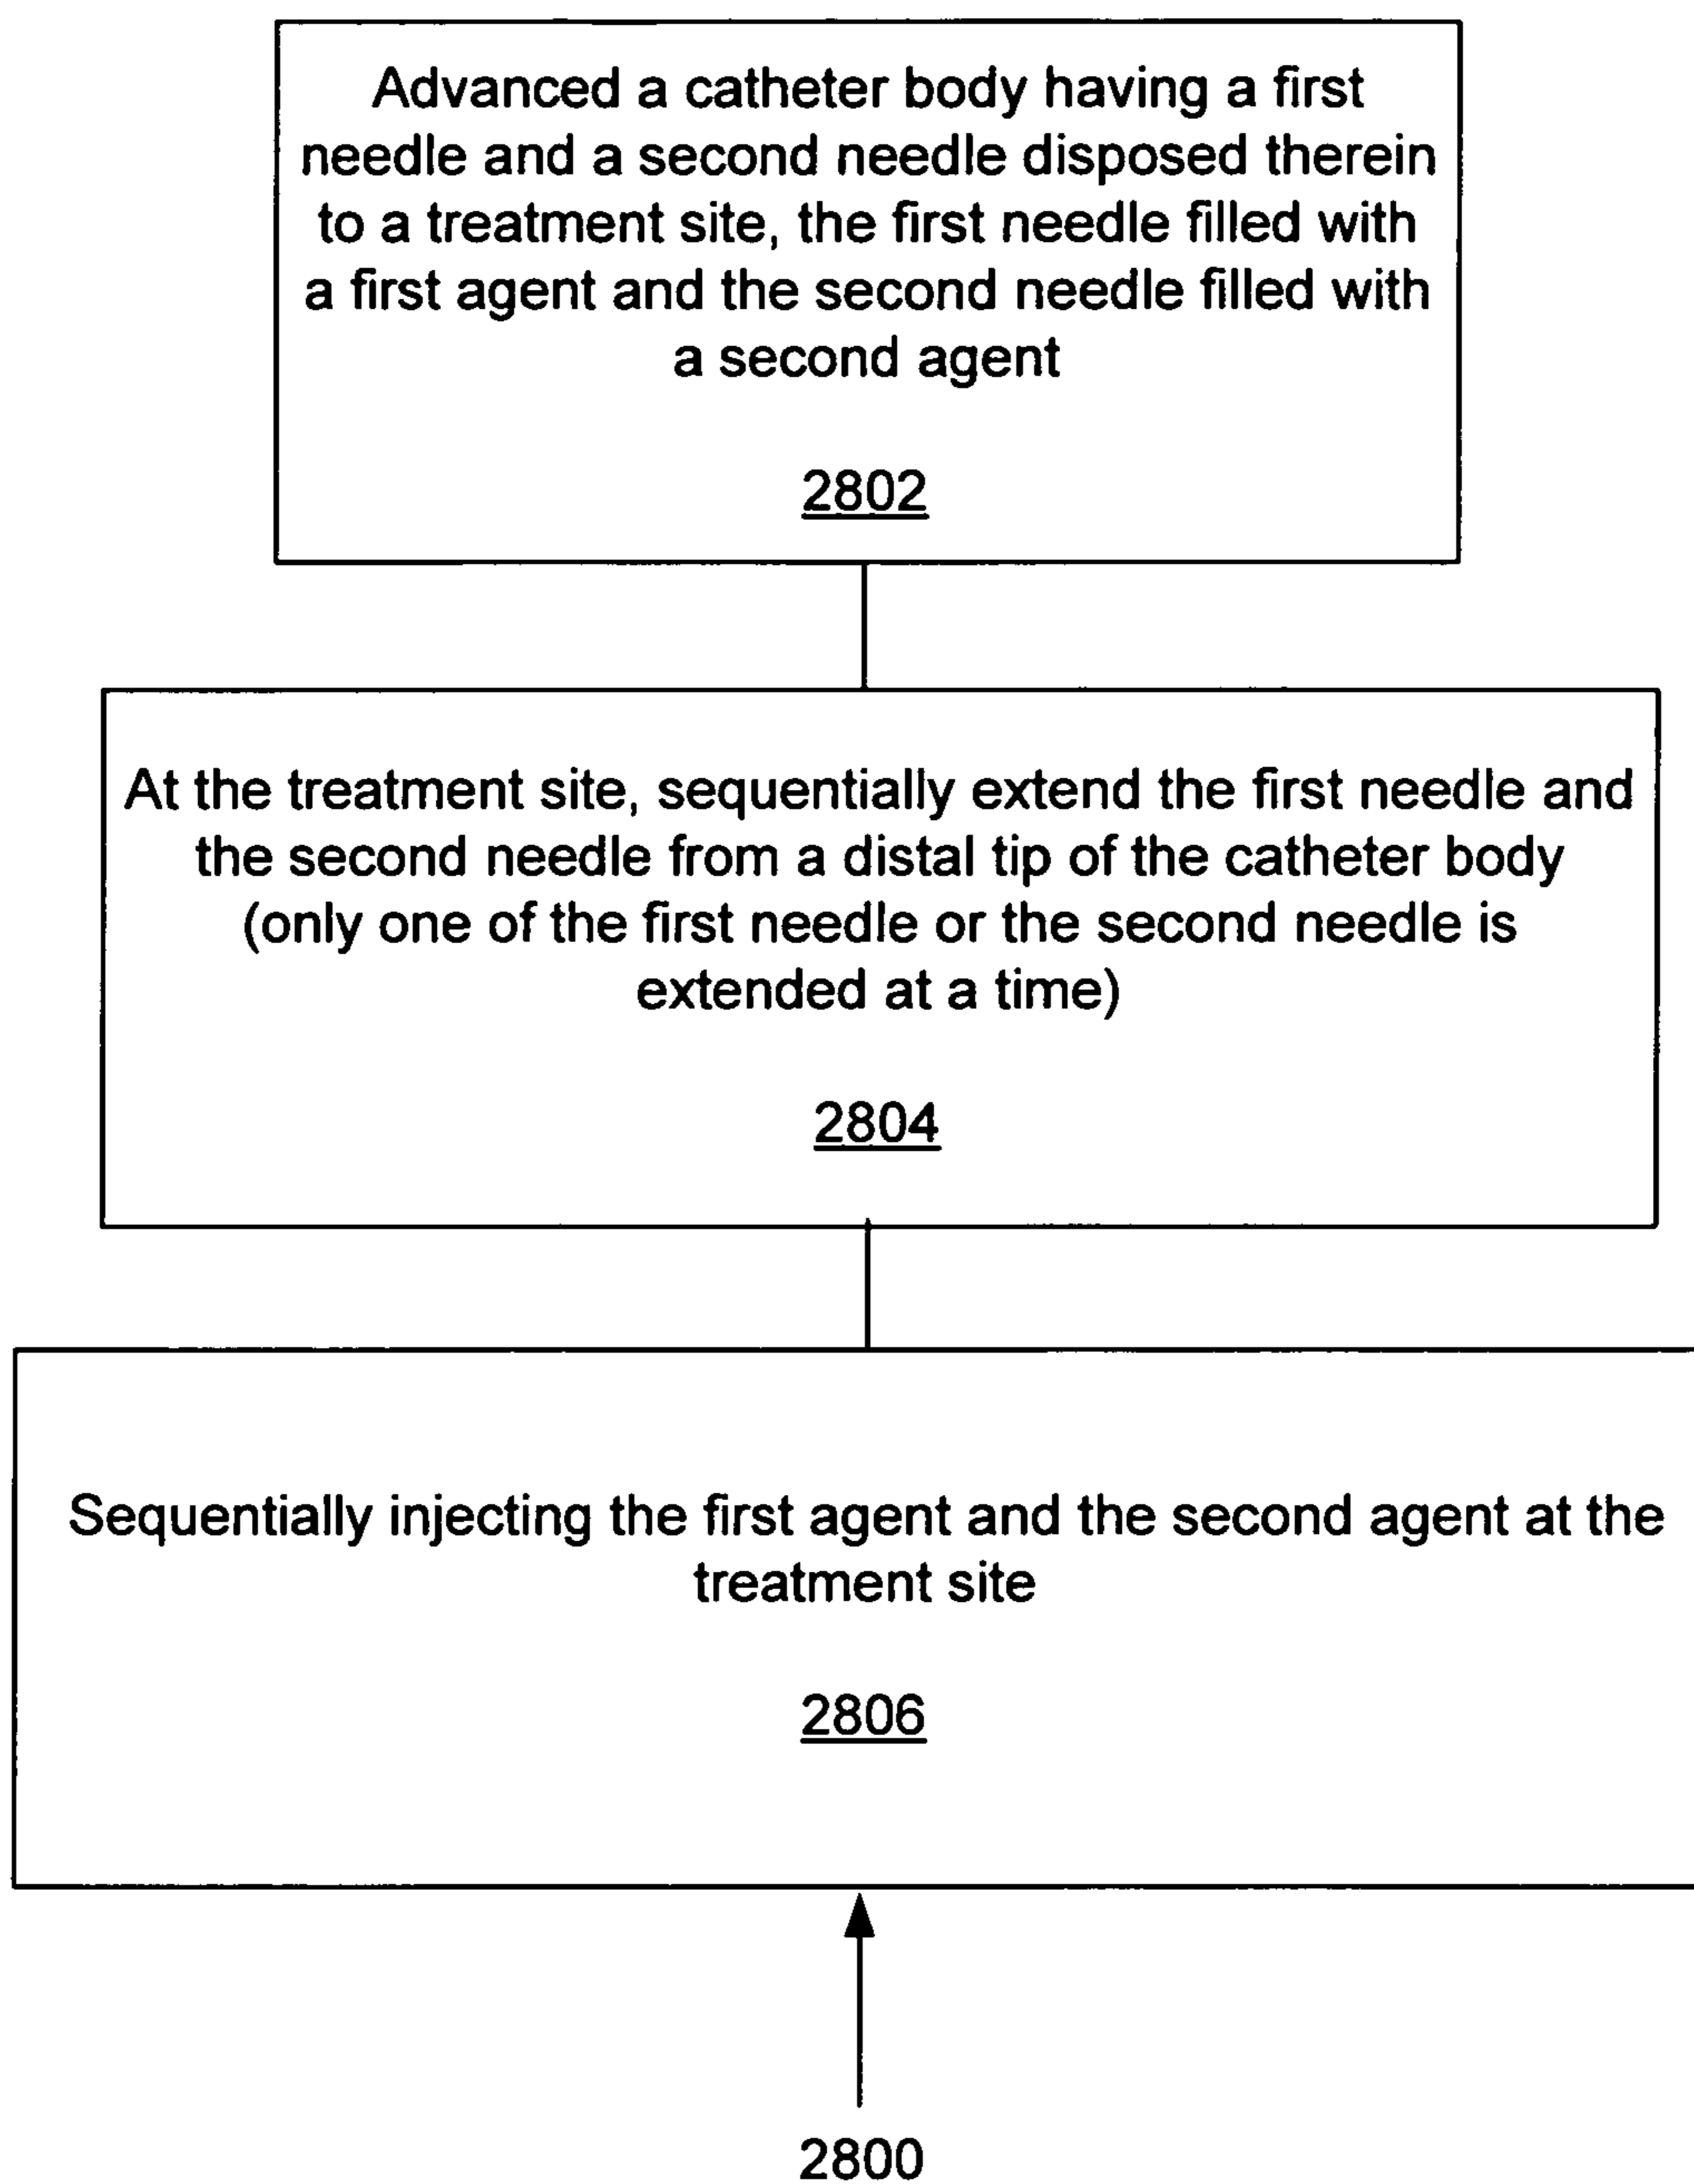 Advanced a catheter body having a first
needle and a second needle disposed therein
to a treatment site, the first needle filled with
a first agent and the second needle filled with
a second agent
2802
At the treatment site, sequentially extend the first needle and
the second needle from a distal tip of the catheter body
(only one of the first needle or the second needle is
extended at a time)
2804
Sequentially injecting the first agent and the second agent at the
treatment site
2806
2800